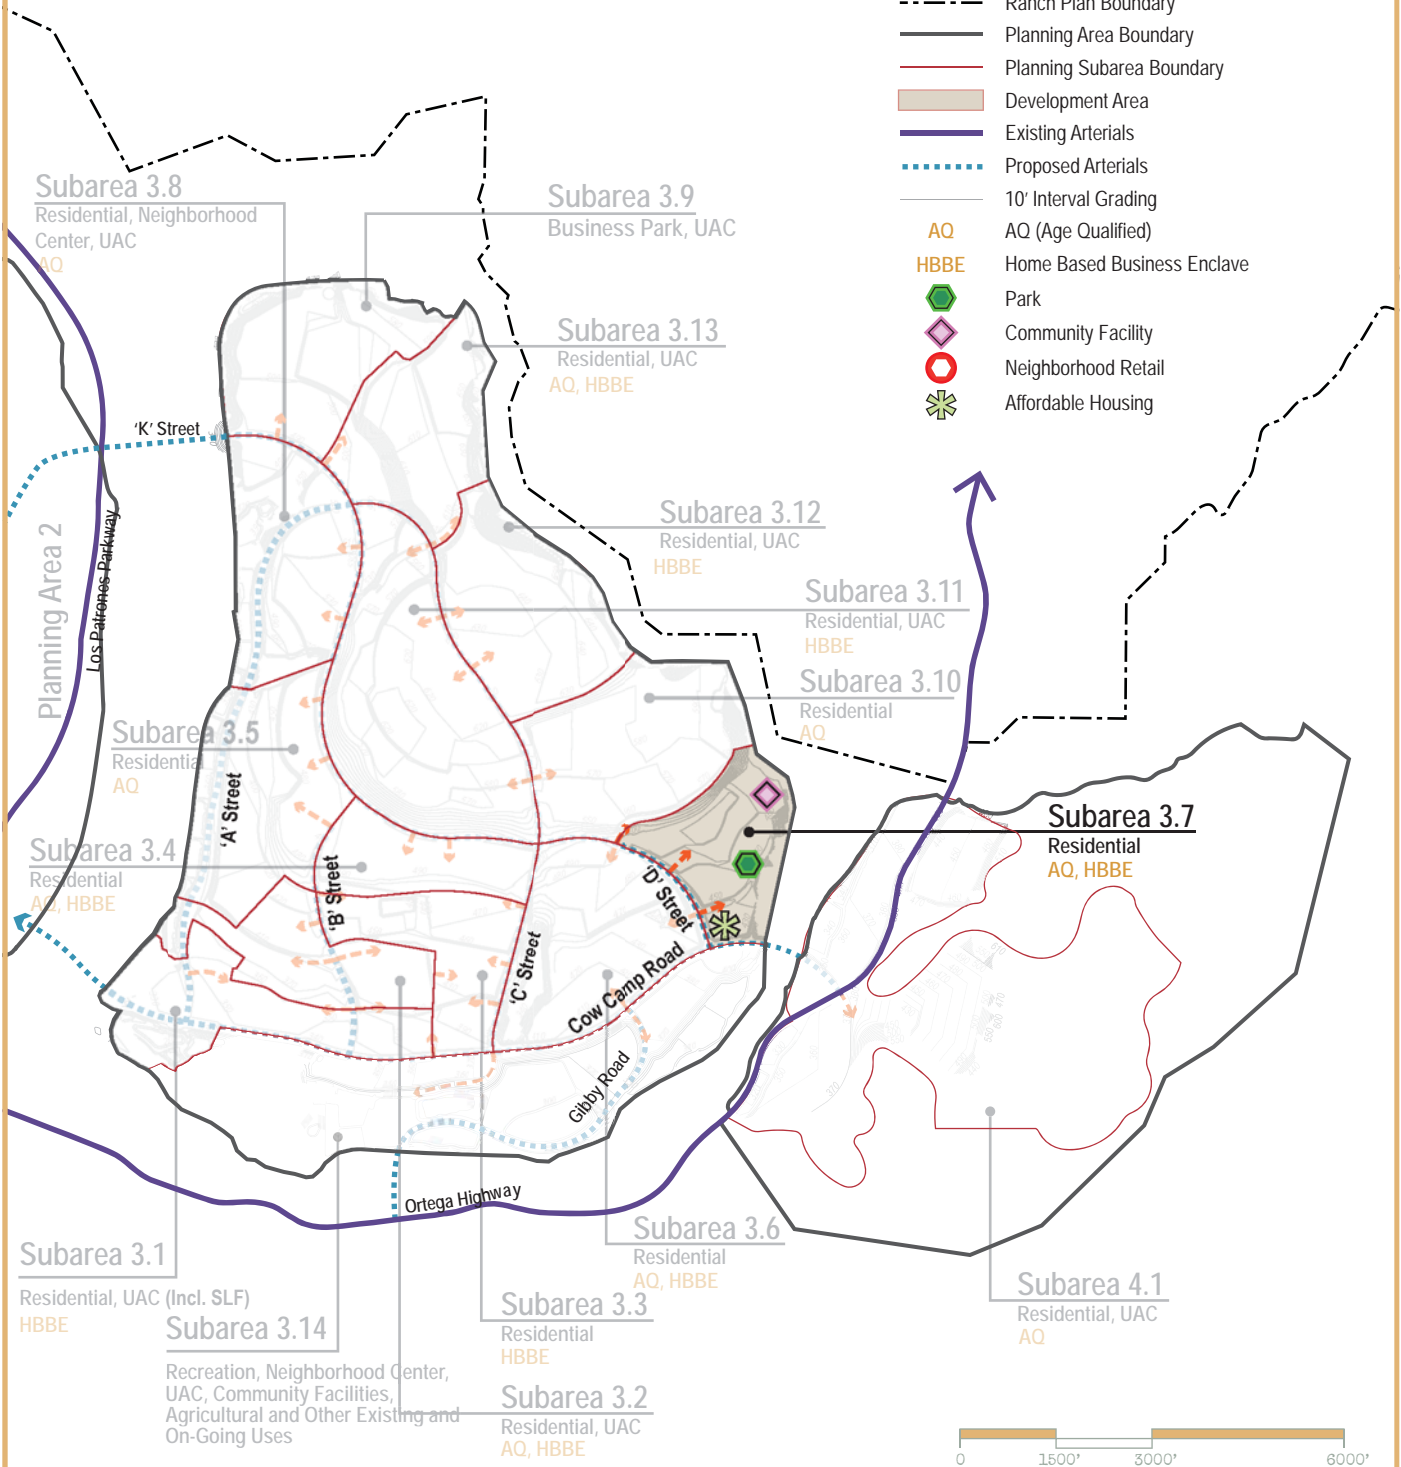 Ranch Plan Boundary
Planning Area Boundary
Planning Subarea Boundary
Development Area
Existing Arterials
Proposed Arterials
10' Interval Grading
AQ AQ (Age Qualified)
HBBE Home Based Business Enclave
Park
Community Facility
Neighborhood Retail
Affordable Housing
Subarea 3.8
Residential, Neighborhood
Center, UAC
AQ
Subarea 3.9
Business Park, UAC
Subarea 3.13
Residential, UAC
AQ, HBBE
'K' Street
Planning Area 2
Los Patrones Parkway
Subarea 3.12
Residential, UAC
HBBE
Subarea 3.11
Residential, UAC
HBBE
Subarea 3.10
Residential
AQ
Subarea 3.5
Residential
AQ
'A' Street
Subarea 3.4
Residential
AQ, HBBE
'B' Street
'C' Street
'D' Street
Cow Camp Road
Gibby Road
Subarea 3.7
Residential
AQ, HBBE
310
Ortega Highway
Subarea 3.1
Residential, UAC (Incl. SLF)
HBBE
Subarea 3.14
Recreation, Neighborhood Center,
UAC, Community Facilities,
Agricultural and Other Existing and
On-Going Uses
Subarea 3.6
Residential
AQ, HBBE
Subarea 3.3
Residential
HBBE
Subarea 3.2
Residential, UAC
AQ, HBBE
Subarea 4.1
Residential, UAC
AQ
0 1500' 3000' 6000'